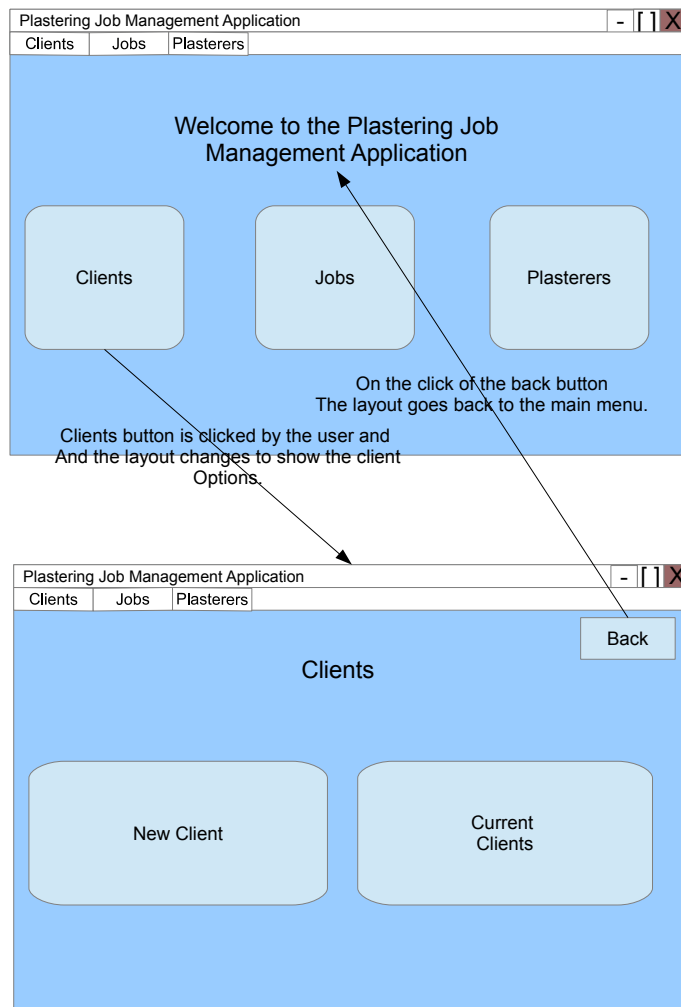 Plastering Job Management Application
- [ ] X
Clients Jobs Plasterers
Welcome to the Plastering Job
Management Application
Clients
Jobs
Plasterers
On the click of the back button
The layout goes back to the main menu.
Clients button is clicked by the user and
And the layout changes to show the client
Options.
Plastering Job Management Application
- [ ] X
Clients Jobs Plasterers
Back
Clients
New Client
Current
Clients